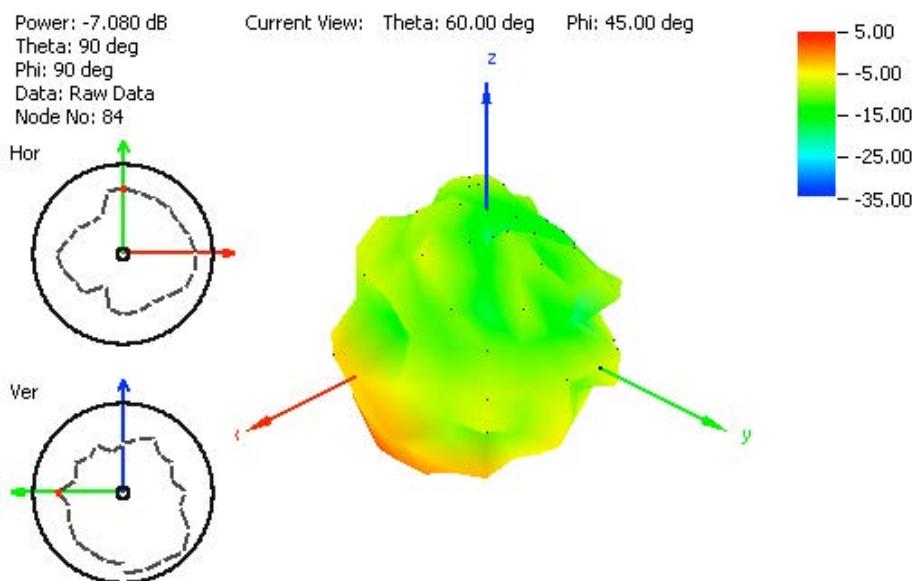 Power: -7.080 dB
Theta: 90 deg
Phi: 90 deg
Data: Raw Data
Node No: 84
Current View: Theta: 60.00 deg Phi: 45.00 deg
5.00
-5.00
-15.00
-25.00
-35.00
Hor
Ver
z
x
y